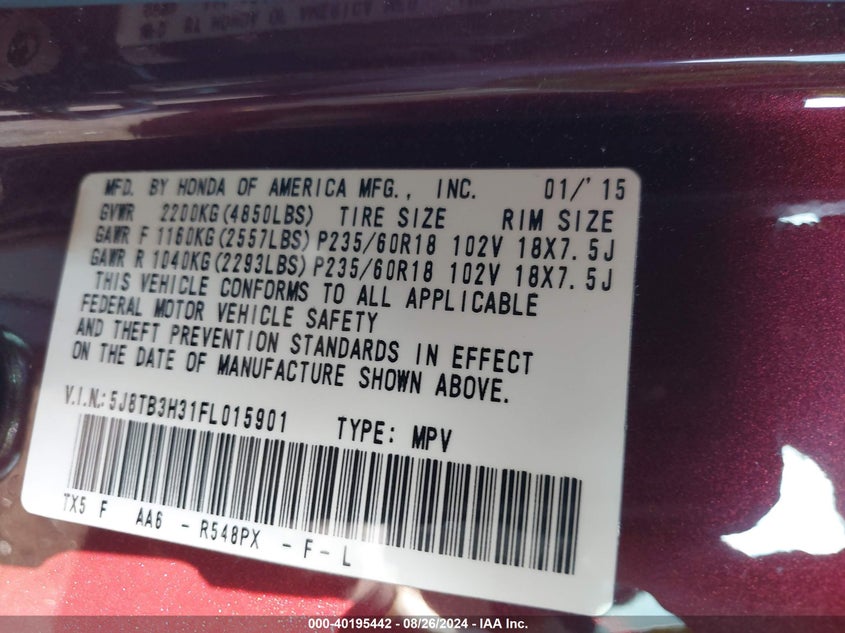 MFD. BY HONDA OF AMERICA MFG., INC. 01/'15
GVWR 2200KG(4850LBS) TIRE SIZE RIM SIZE
GAWR F 1160KG(2557LBS) P235/60R18 102V 18X7.5J
GAWR R 1040KG(2293LBS) P235/60R18 102V 18X7.5J
THIS VEHICLE CONFORMS TO ALL APPLICABLE
FEDERAL MOTOR VEHICLE SAFETY
AND THEFT PREVENTION STANDARDS IN EFFECT
ON THE DATE OF MANUFACTURE SHOWN ABOVE.
V.I.N.: 5J8TB3H31FL015901 TYPE: MPV
TX5 F AA6 - R548PX - F - L
000-40195442 - 08/26/2024 - IAA Inc.